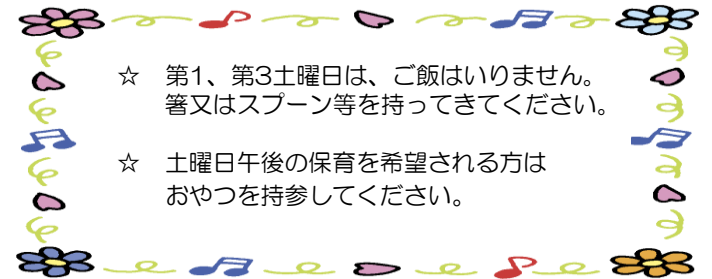 ☆　第1、第3土曜日は、ご飯はいりません。
箸又はスプーン等を持ってきてください。
☆　土曜日午後の保育を希望される方は
おやつを持参してください。